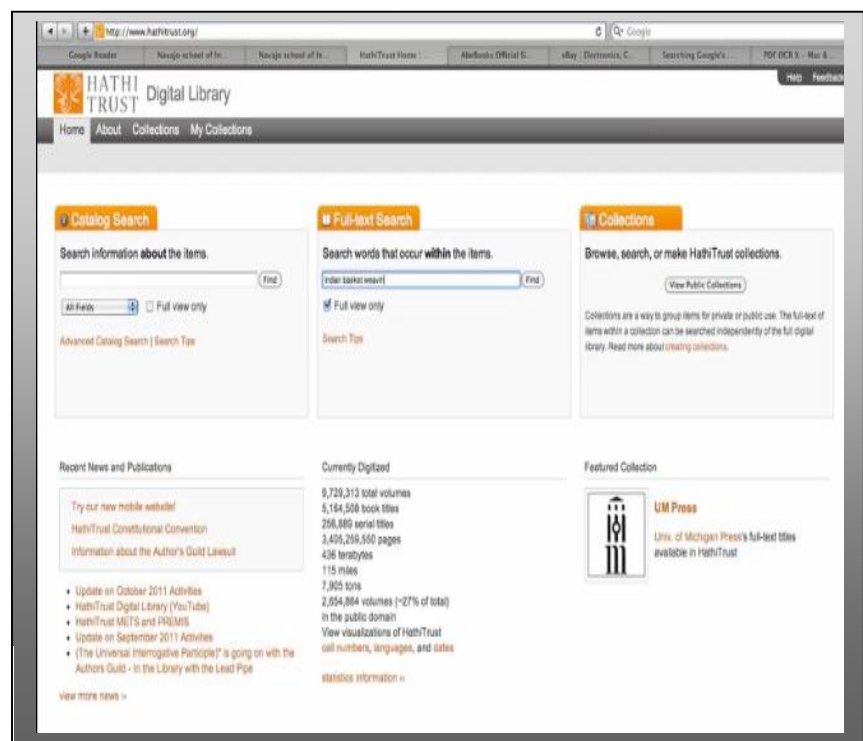 http://www.hathitrust.org/
Google
Google Reader
Navajo school of In...
Navajo school of In...
HathiTrust Home | ...
AbeBooks Official S...
eBay | Electronics, C...
Searching Google's ...
PDF OCR X - Mac & ...
Help Feedback
HATHI TRUST Digital Library
Home About Collections My Collections
Catalog Search
Search information about the items.
Find
All Fields Full view only
Advanced Catalog Search | Search Tips
Full-text Search
Search words that occur within the items.
indian basket weavin Find
Full view only
Search Tips
Collections
Browse, search, or make HathiTrust collections.
View Public Collections
Collections are a way to group items for private or public use. The full-text of
items within a collection can be searched independently of the full digital
library. Read more about creating collections.
Recent News and Publications
Try our new mobile website!
HathiTrust Constitutional Convention
Information about the Author's Guild Lawsuit
Update on October 2011 Activities
HathiTrust Digital Library (YouTube)
HathiTrust METS and PREMIS
Update on September 2011 Activities
(The Universal Interrogative Participle)* is going on with the
Authors Guild - In the Library with the Lead Pipe
view more news »
Currently Digitized
9,729,313 total volumes
5,164,508 book titles
256,889 serial titles
3,405,259,550 pages
436 terabytes
115 miles
7,905 tons
2,654,864 volumes (~27% of total)
in the public domain
View visualizations of HathiTrust
call numbers, languages, and dates
statistics information »
Featured Collection
UM Press
Univ. of Michigan Press's full-text titles
available in HathiTrust